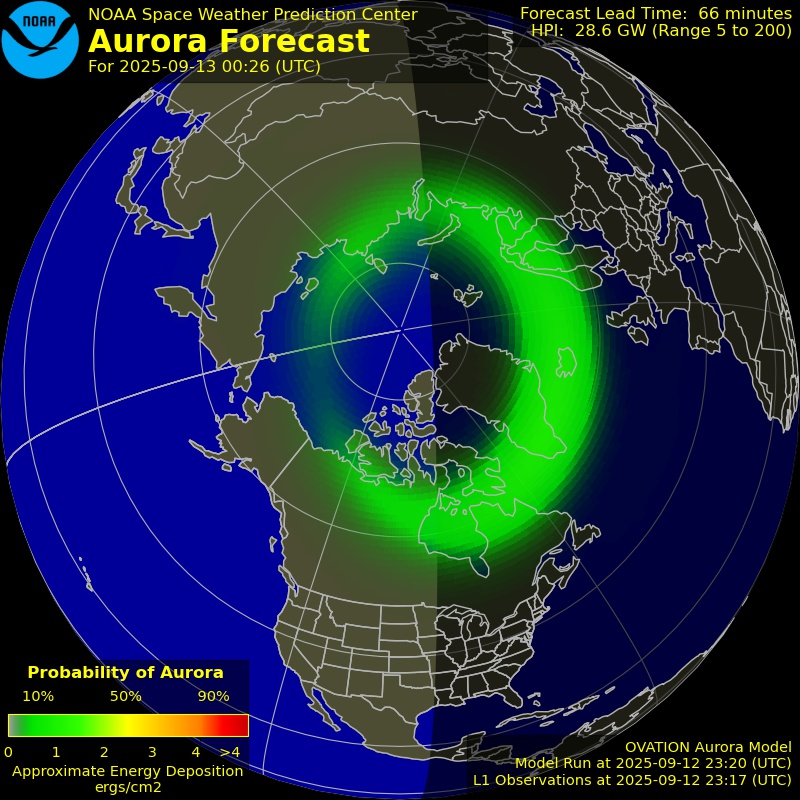 NOAA
NOAA Space Weather Prediction Center
Aurora Forecast
For 2025-09-13 00:26 (UTC)
Forecast Lead Time: 66 minutes
HPI: 28.6 GW (Range 5 to 200)
Probability of Aurora
10% 50% 90%
0 1 2 3 4 >4
Approximate Energy Deposition
ergs/cm2
OVATION Aurora Model
Model Run at 2025-09-12 23:20 (UTC)
L1 Observations at 2025-09-12 23:17 (UTC)